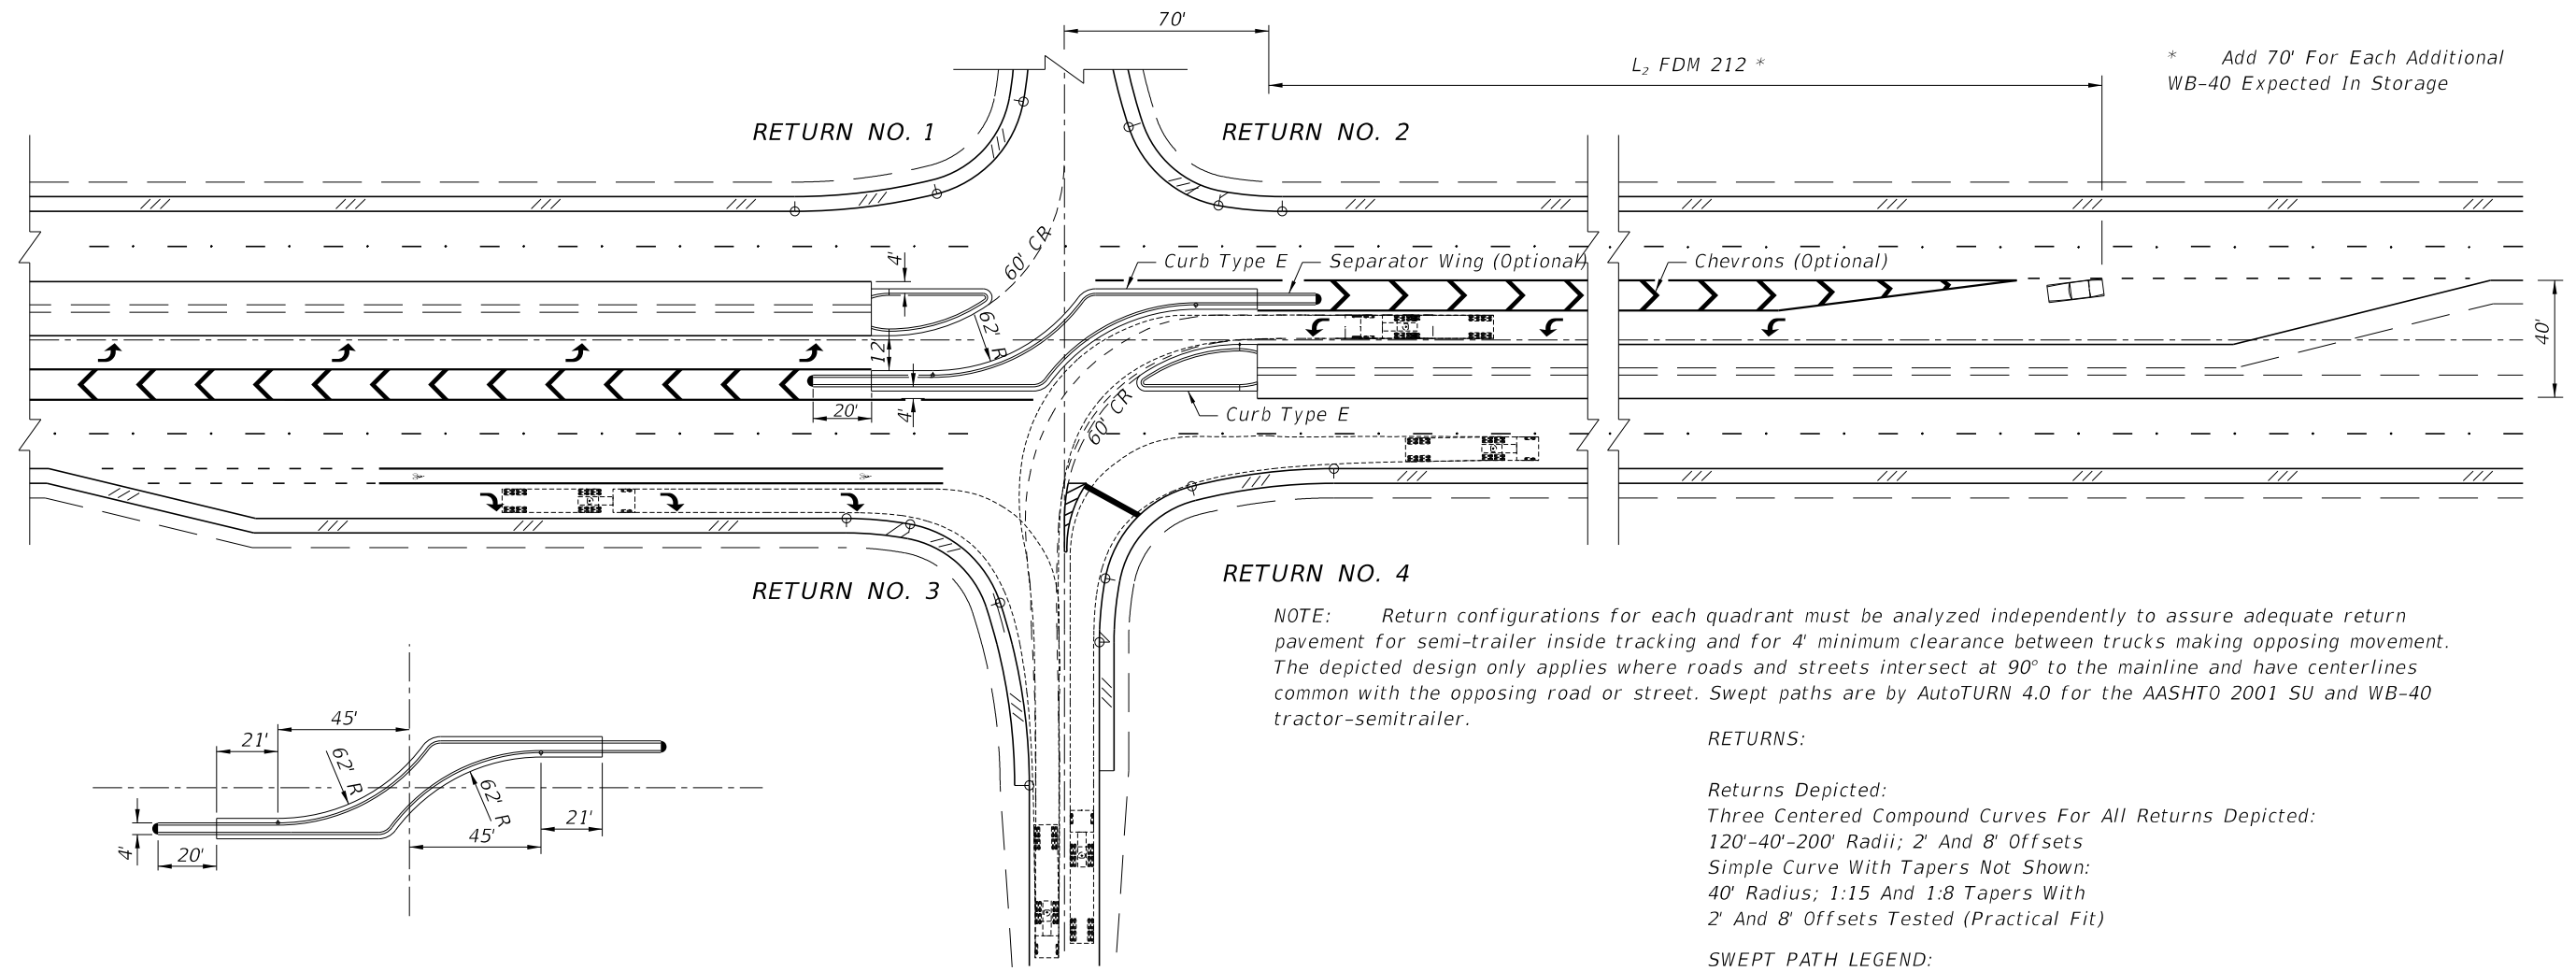 70'
L2 FDM 212 *
* Add 70' For Each Additional
WB-40 Expected In Storage
RETURN NO. 1
RETURN NO. 2
4'
60' CR
Curb Type E
Separator Wing (Optional)
Chevrons (Optional)
62' R
12'
40'
20'
4'
60' CR
Curb Type E
RETURN NO. 3
RETURN NO. 4
NOTE: Return configurations for each quadrant must be analyzed independently to assure adequate return
pavement for semi-trailer inside tracking and for 4' minimum clearance between trucks making opposing movement.
The depicted design only applies where roads and streets intersect at 90° to the mainline and have centerlines
common with the opposing road or street. Swept paths are by AutoTURN 4.0 for the AASHTO 2001 SU and WB-40
tractor-semitrailer.
45'
21'
62' R
62' R
21'
45'
4'
20'
RETURNS:
Returns Depicted:
Three Centered Compound Curves For All Returns Depicted:
120'-40'-200' Radii; 2' And 8' Offsets
Simple Curve With Tapers Not Shown:
40' Radius; 1:15 And 1:8 Tapers With
2' And 8' Offsets Tested (Practical Fit)
SWEPT PATH LEGEND: